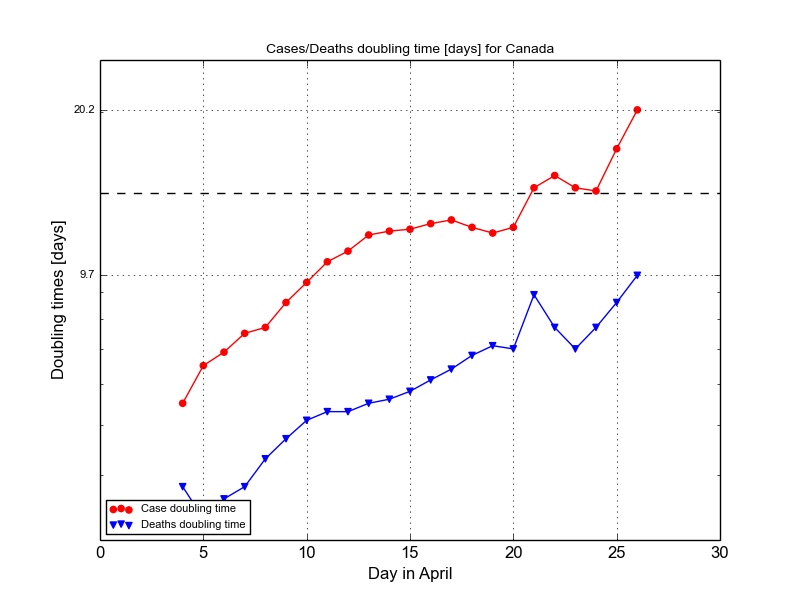 Cases/Deaths doubling time [days] for Canada
20.2
9.7
Doubling times [days]
Case doubling time
Deaths doubling time
0 5 10 15 20 25 30
Day in April